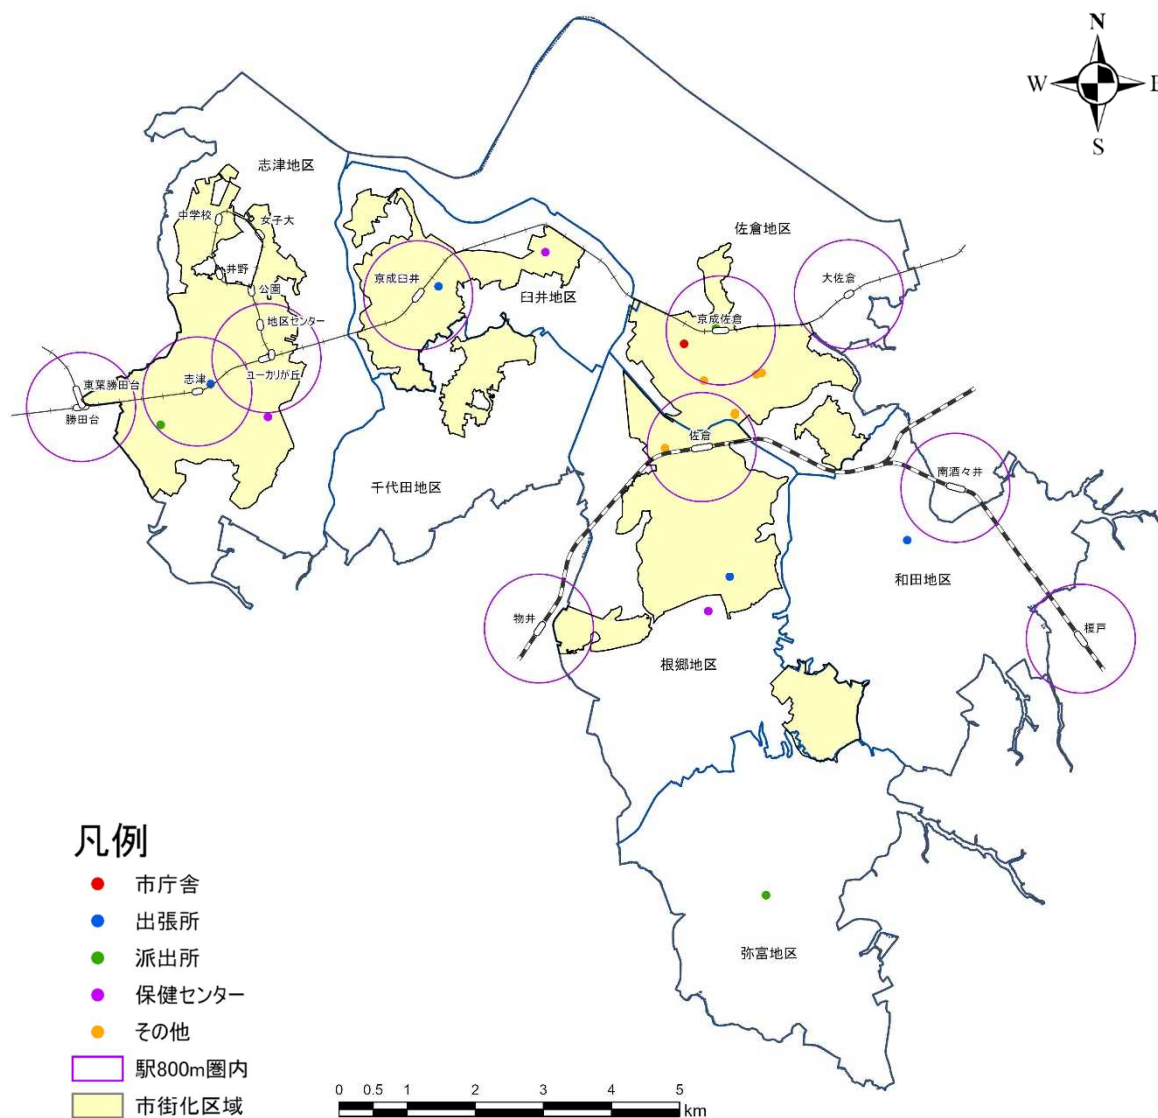 N
W
E
S
志津地区
中学校
女子大
佐倉地区
井野
大佐倉
公園
京成臼井
臼井地区
地区センター
京成佐倉
ユーカリが丘
東葉勝田台
志津
勝田台
佐倉
千代田地区
南酒々井
和田地区
物井
榎戸
根郷地区
弥富地区
凡例
市庁舎
出張所
派出所
保健センター
その他
駅800m圏内
市街化区域
0 0.5 1 2 3 4 5
km